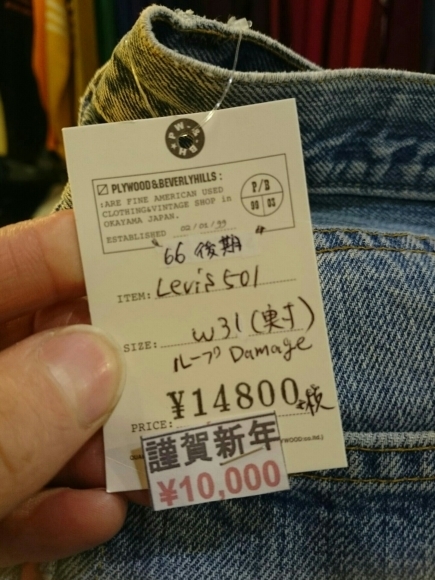 PLYWOOD&BEVERLYHILLS :
:ARE FINE AMERICAN USED
CLOTHING&VINTAGE SHOP in
OKAYAMA JAPAN.
ESTABLISHED 02/01/99
P/B
"66 後期"
ITEM: Levi's 501
SIZE: W31 (実寸)
ループ Damage
PRICE: ¥14800 税抜
謹賀新年
¥10,000